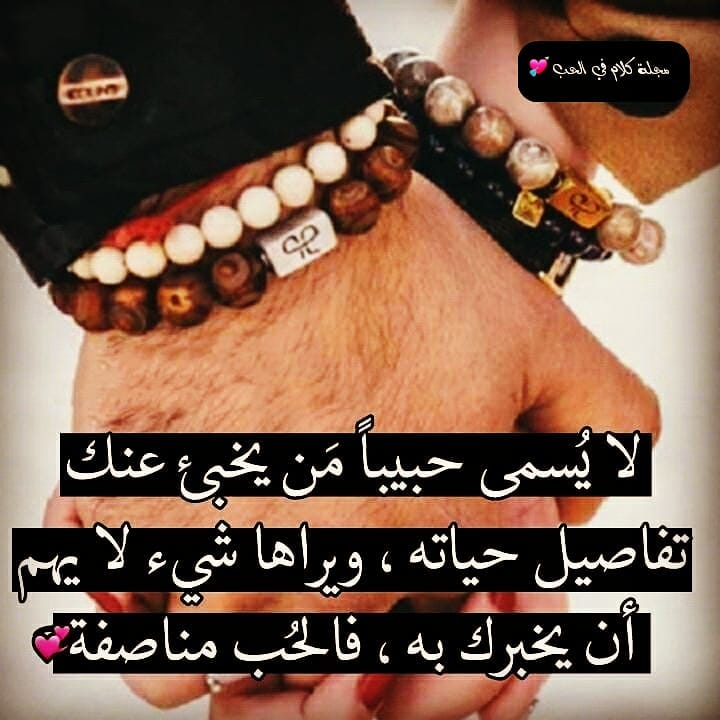 مجلة كلام في الحب 💘
COUNT
لا يُسمى حبيباً مَن يخبئ عنك
تفاصيل حياته ، ويراها شيء لا يهم
أن يخبرك به ، فالحُب مناصفة 💕